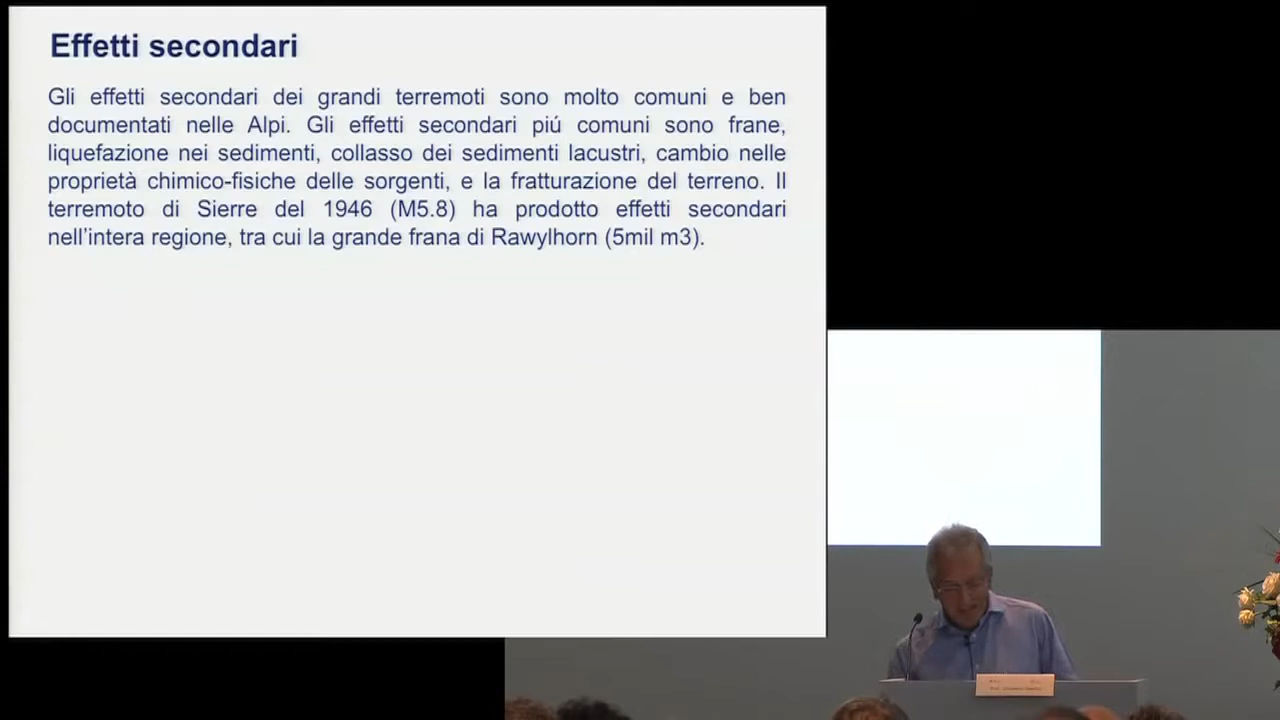 Effetti secondari
Gli effetti secondari dei grandi terremoti sono molto comuni e ben
documentati nelle Alpi. Gli effetti secondari piú comuni sono frane,
liquefazione nei sedimenti, collasso dei sedimenti lacustri, cambio nelle
proprietà chimico-fisiche delle sorgenti, e la fratturazione del terreno. Il
terremoto di Sierre del 1946 (M5.8) ha prodotto effetti secondari
nell'intera regione, tra cui la grande frana di Rawylhorn (5mil m3).